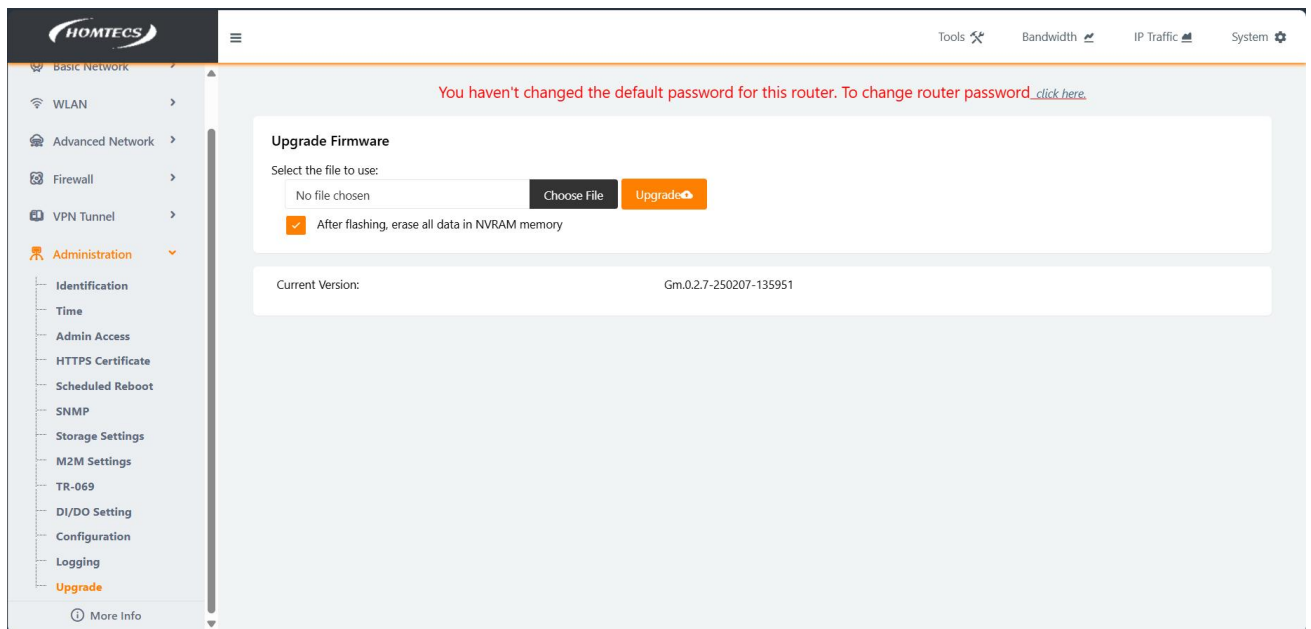 HOMTECS
Tools
Bandwidth
IP Traffic
System
Basic Network
WLAN
Advanced Network
Firewall
VPN Tunnel
Administration
Identification
Time
Admin Access
HTTPS Certificate
Scheduled Reboot
SNMP
Storage Settings
M2M Settings
TR-069
DI/DO Setting
Configuration
Logging
Upgrade
More Info
You haven't changed the default password for this router. To change router password click here.
Upgrade Firmware
Select the file to use:
No file chosen Choose File Upgrade
After flashing, erase all data in NVRAM memory
Current Version: Gm.0.2.7-250207-135951